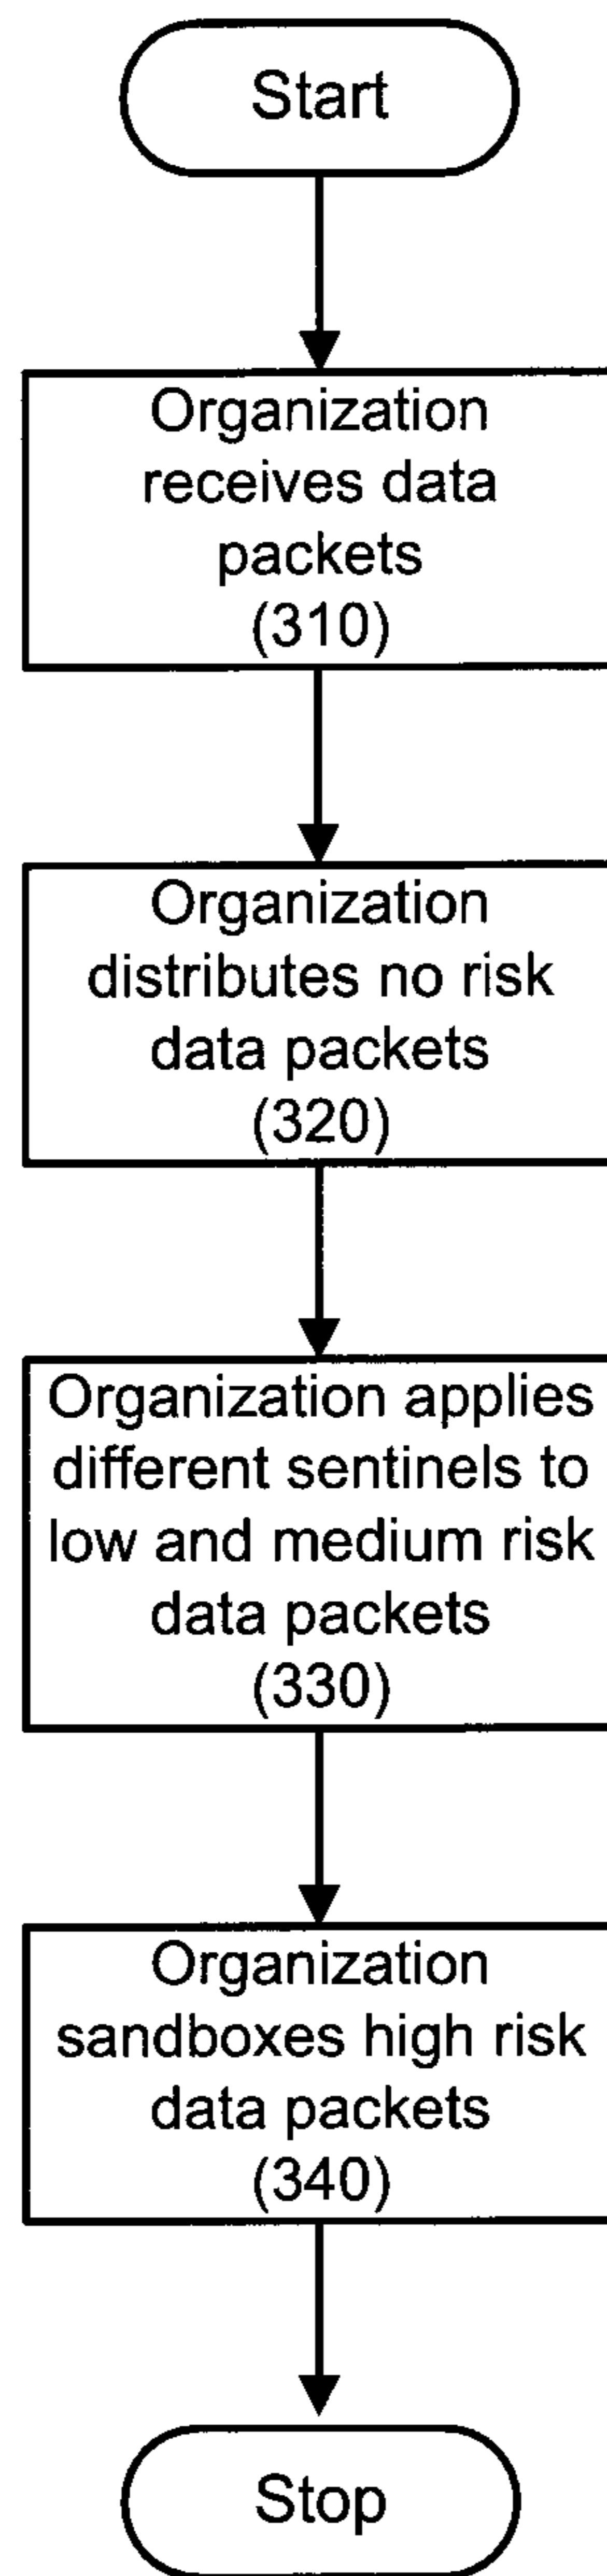 Start
Organization
receives data
packets
(310)
Organization
distributes no risk
data packets
(320)
Organization applies
different sentinels to
low and medium risk
data packets
(330)
Organization
sandboxes high risk
data packets
(340)
Stop